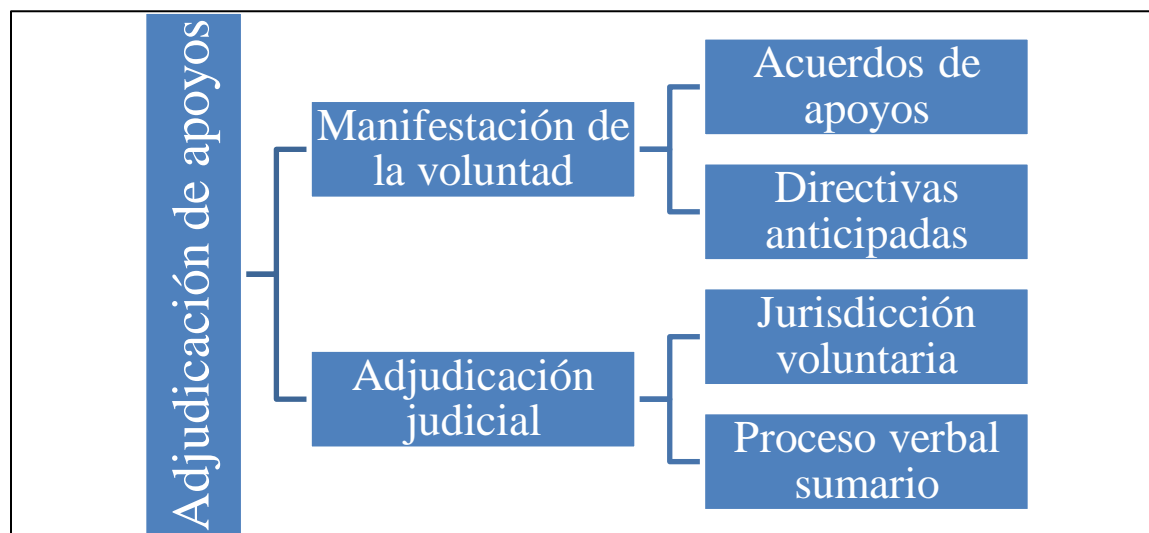 Adjudicación de apoyos
Manifestación de
la voluntad
Acuerdos de
apoyos
Directivas
anticipadas
Adjudicación
judicial
Jurisdicción
voluntaria
Proceso verbal
sumario